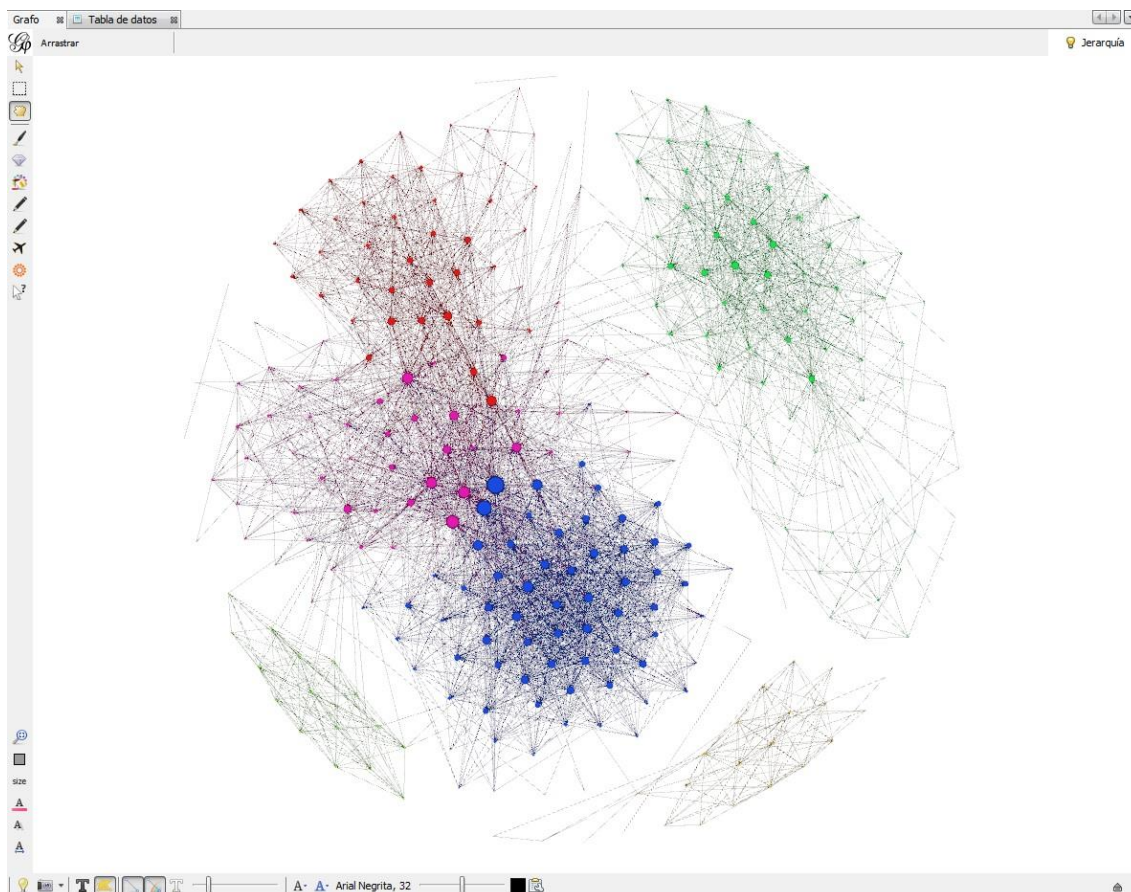 Grafo
Tabla de datos
Arrastrar
Jerarquía
size
A
A
A
T
T
A-
A-
Arial Negrita, 32